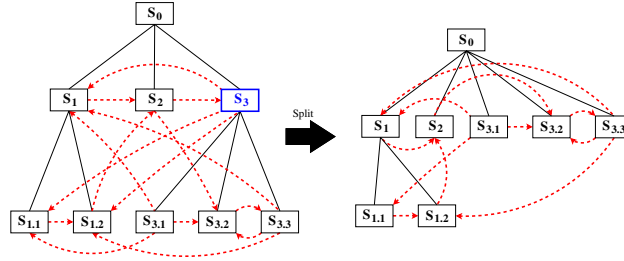 S0
S0
S1 S2 S3
Split
S1 S2 S3.1 S3.2 S3.3
S1.1 S1.2 S3.1 S3.2 S3.3
S1.1 S1.2